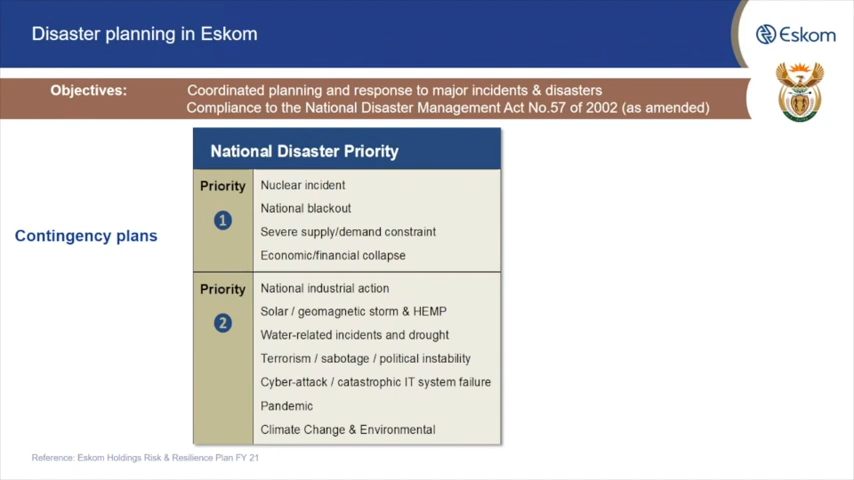 Disaster planning in Eskom
Eskom
Objectives: Coordinated planning and response to major incidents & disasters
Compliance to the National Disaster Management Act No.57 of 2002 (as amended)
National Disaster Priority
Contingency plans
Priority
1
Nuclear incident
National blackout
Severe supply/demand constraint
Economic/financial collapse
Priority
2
National industrial action
Solar / geomagnetic storm & HEMP
Water-related incidents and drought
Terrorism / sabotage / political instability
Cyber-attack / catastrophic IT system failure
Pandemic
Climate Change & Environmental
Reference: Eskom Holdings Risk & Resilience Plan FY 21